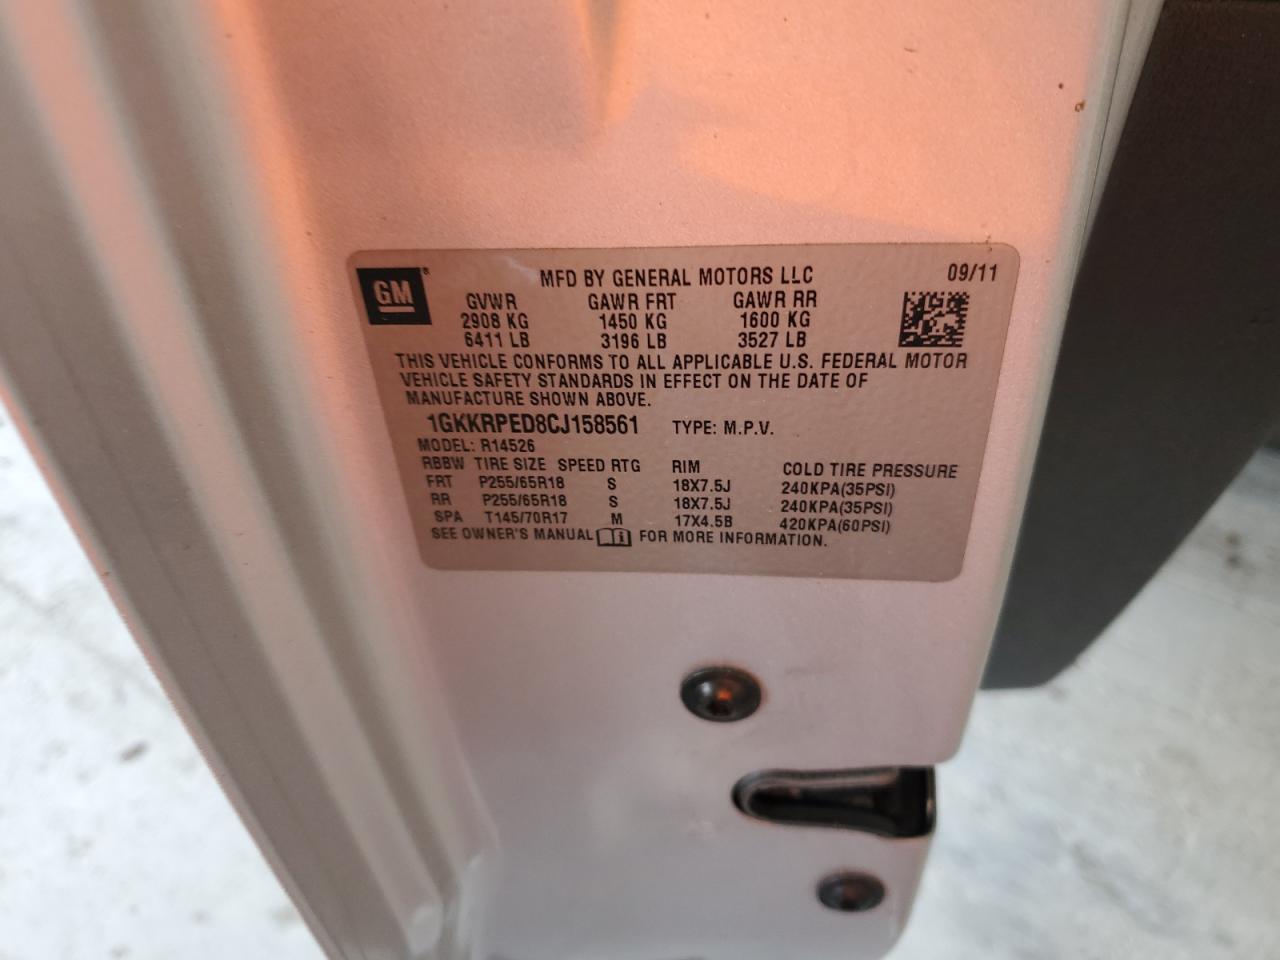 GM®
MFD BY GENERAL MOTORS LLC 09/11
GVWR GAWR FRT GAWR RR
2908 KG 1450 KG 1600 KG
6411 LB 3196 LB 3527 LB
THIS VEHICLE CONFORMS TO ALL APPLICABLE U.S. FEDERAL MOTOR
VEHICLE SAFETY STANDARDS IN EFFECT ON THE DATE OF
MANUFACTURE SHOWN ABOVE.
1GKKRPED8CJ158561 TYPE: M.P.V.
MODEL: R14526
RBBW TIRE SIZE SPEED RTG RIM COLD TIRE PRESSURE
FRT P255/65R18 S 18X7.5J 240KPA(35PSI)
RR P255/65R18 S 18X7.5J 240KPA(35PSI)
SPA T145/70R17 M 17X4.5B 420KPA(60PSI)
SEE OWNER'S MANUAL i FOR MORE INFORMATION.